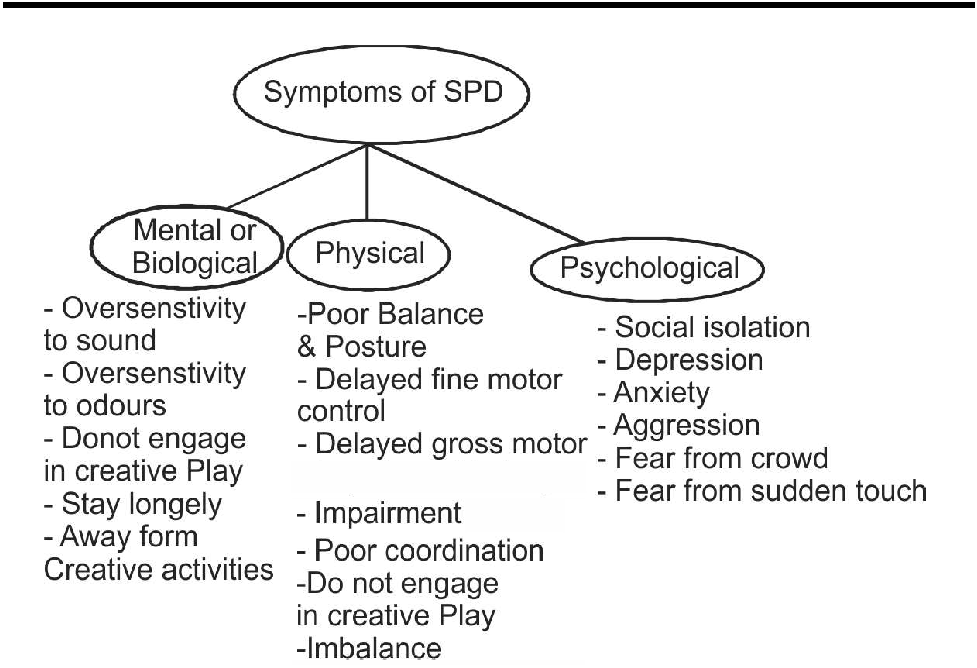 Symptoms of SPD
Mental or
Biological
- Oversenstivity
to sound
- Oversenstivity
to odours
- Donot engage
in creative Play
- Stay longely
- Away form
Creative activities
Physical
-Poor Balance
& Posture
- Delayed fine motor
control
- Delayed gross motor
- Impairment
- Poor coordination
-Do not engage
in creative Play
-Imbalance
Psychological
- Social isolation
- Depression
- Anxiety
- Aggression
- Fear from crowd
- Fear from sudden touch